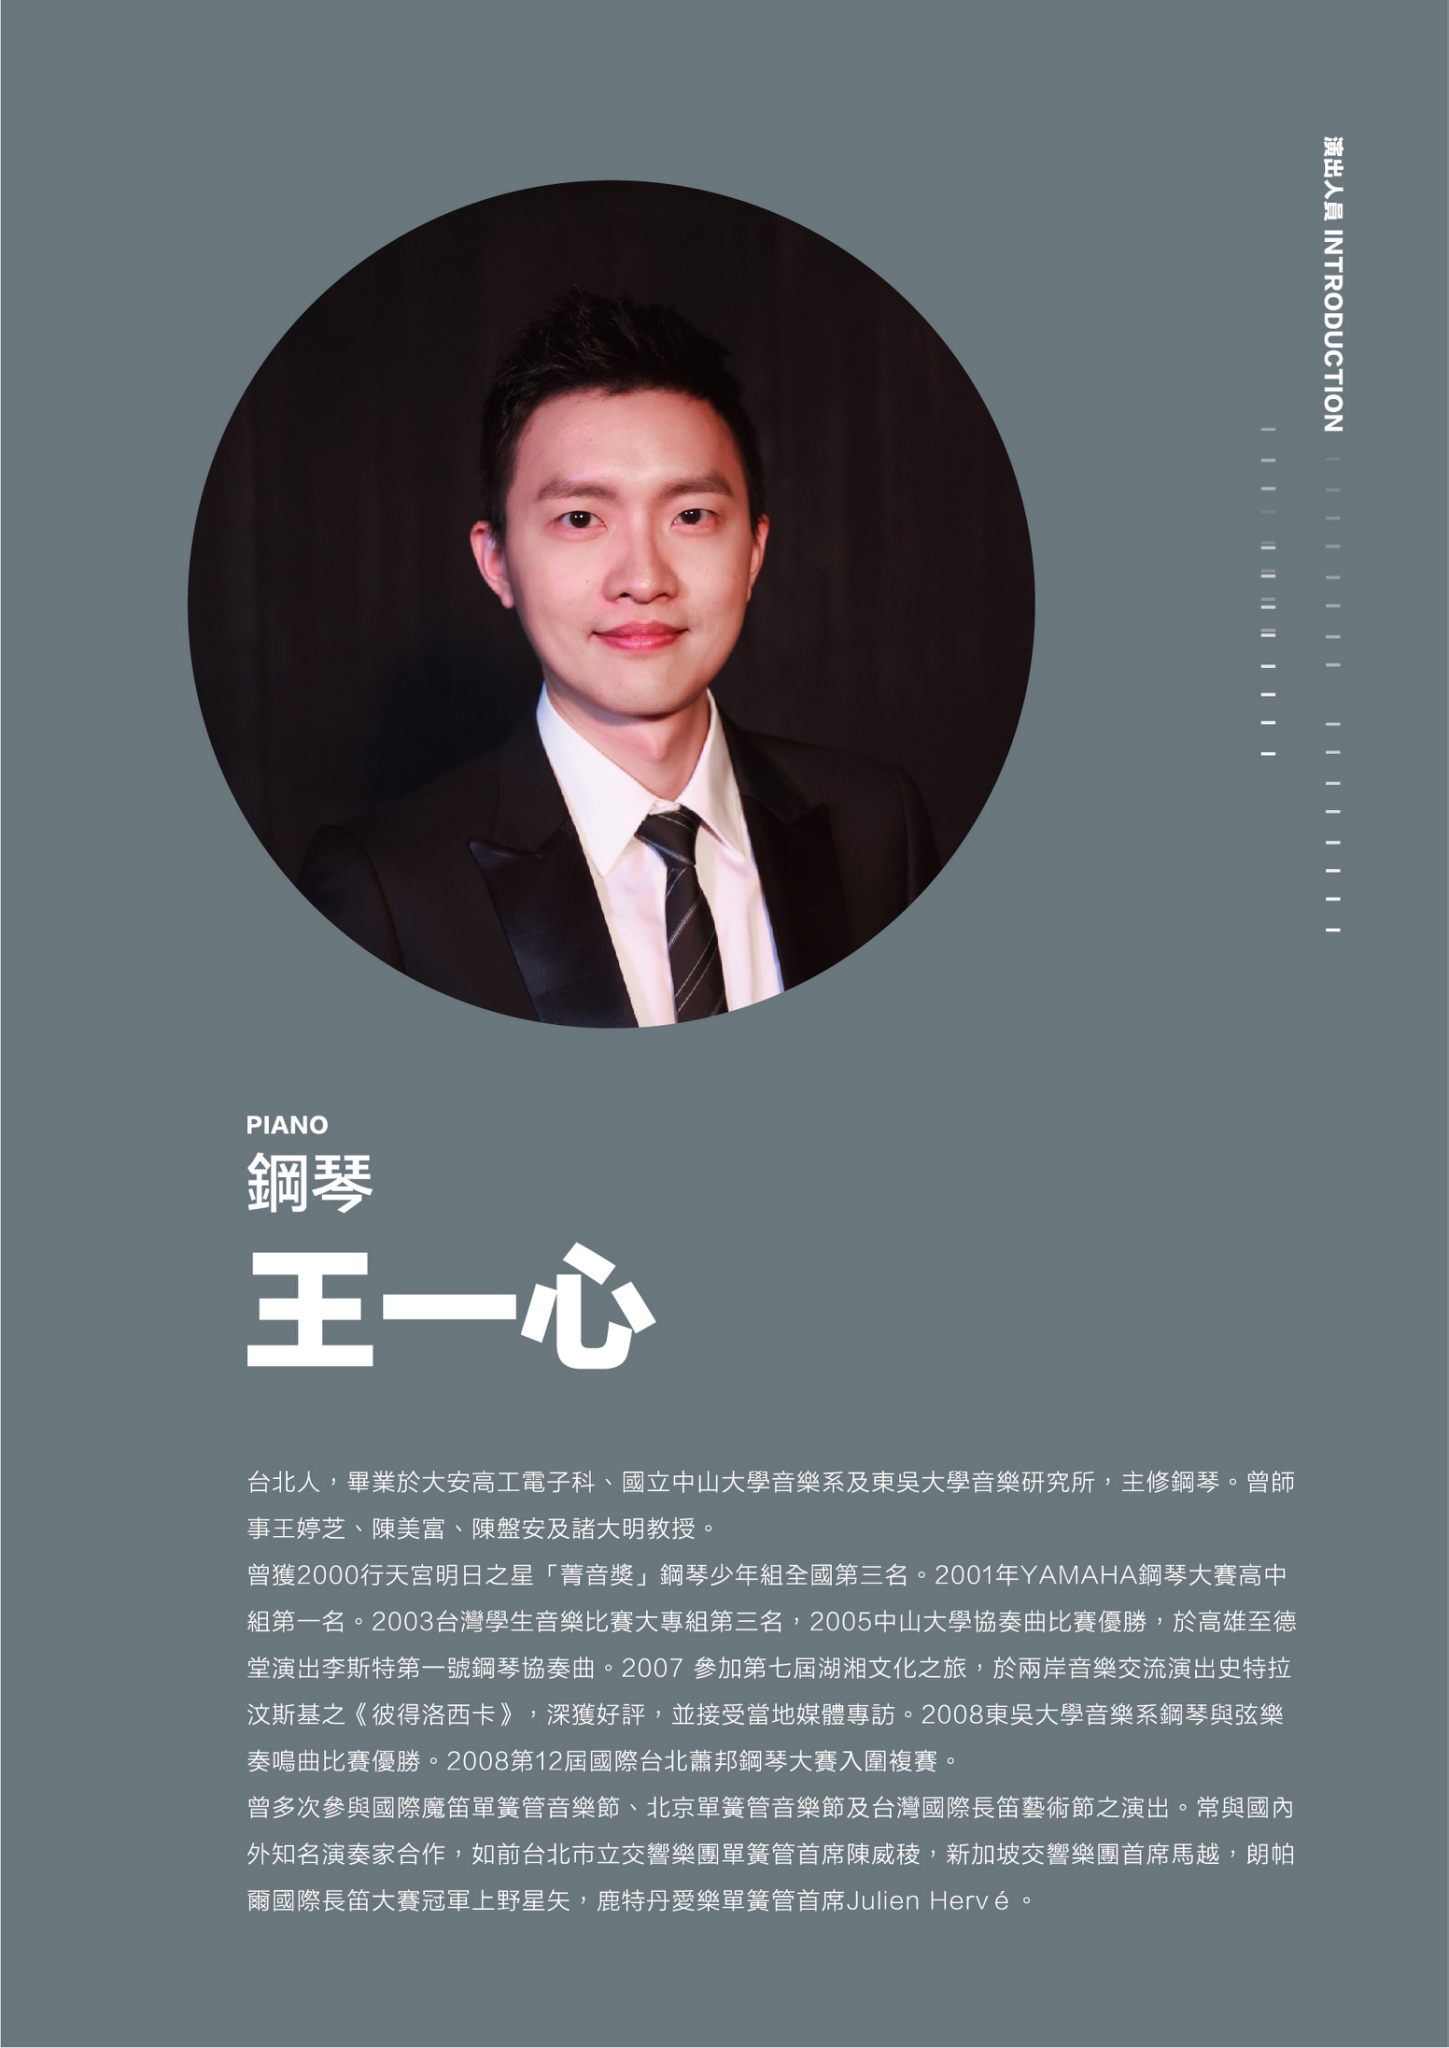 演出人員 INTRODUCTION
PIANO
鋼琴
王一心
台北人，畢業於大安高工電子科、國立中山大學音樂系及東吳大學音樂研究所，主修鋼琴。曾師
事王婷芝、陳美富、陳盤安及諸大明教授。
曾獲2000行天宮明日之星「菁音獎」鋼琴少年組全國第三名。2001年YAMAHA鋼琴大賽高中
組第一名。2003台灣學生音樂比賽大專組第三名，2005中山大學協奏曲比賽優勝，於高雄至德
堂演出李斯特第一號鋼琴協奏曲。2007 參加第七屆湖湘文化之旅，於兩岸音樂交流演出史特拉
汶斯基之《彼得洛西卡》，深獲好評，並接受當地媒體專訪。2008東吳大學音樂系鋼琴與弦樂
奏鳴曲比賽優勝。2008第12屆國際台北蕭邦鋼琴大賽入圍複賽。
曾多次參與國際魔笛單簧管音樂節、北京單簧管音樂節及台灣國際長笛藝術節之演出。常與國內
外知名演奏家合作，如前台北市立交響樂團單簧管首席陳威稜，新加坡交響樂團首席馬越，朗帕
爾國際長笛大賽冠軍上野星矢，鹿特丹愛樂單簧管首席Julien Hervé。